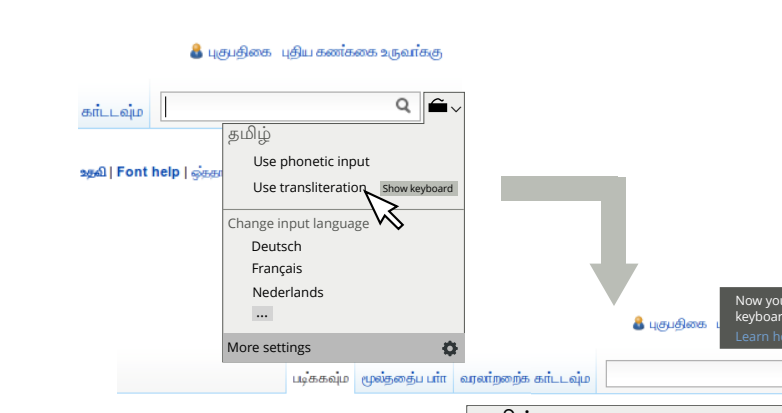 புகுபதிகை புதிய கணக்கை உருவாக்கு
காட்டவும்
தமிழ்
Use phonetic input
Use transliteration Show keyboard
| Font help |
Change input language
Deutsch
Français
Nederlands
...
More settings
Now you
keyboar
Learn h
புகுபதிகை
படிக்கவும் மூலத்தைப் பார் வரலாற்றைக் காட்டவும்